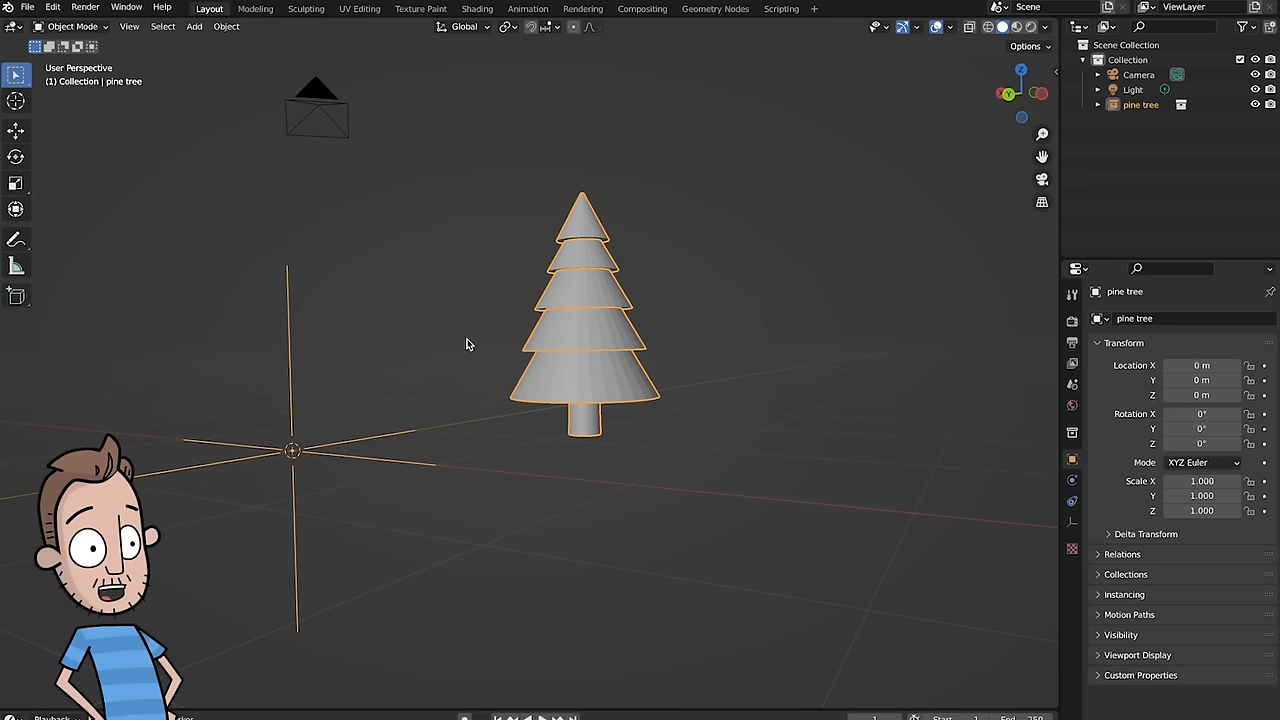 File Edit Render Window Help Layout Modeling Sculpting UV Editing Texture Paint Shading Animation Rendering Compositing Geometry Nodes Scripting + Scene ViewLayer
Object Mode View Select Add Object Global
Options
User Perspective
(1) Collection | pine tree
Z
Y
Scene Collection
Collection
Camera
Light
pine tree
pine tree
pine tree
Transform
Location X 0 m
Y 0 m
Z 0 m
Rotation X 0°
Y 0°
Z 0°
Mode XYZ Euler
Scale X 1.000
Y 1.000
Z 1.000
Delta Transform
Relations
Collections
Instancing
Motion Paths
Visibility
Viewport Display
Custom Properties
Playback 1 Start 1 End 250